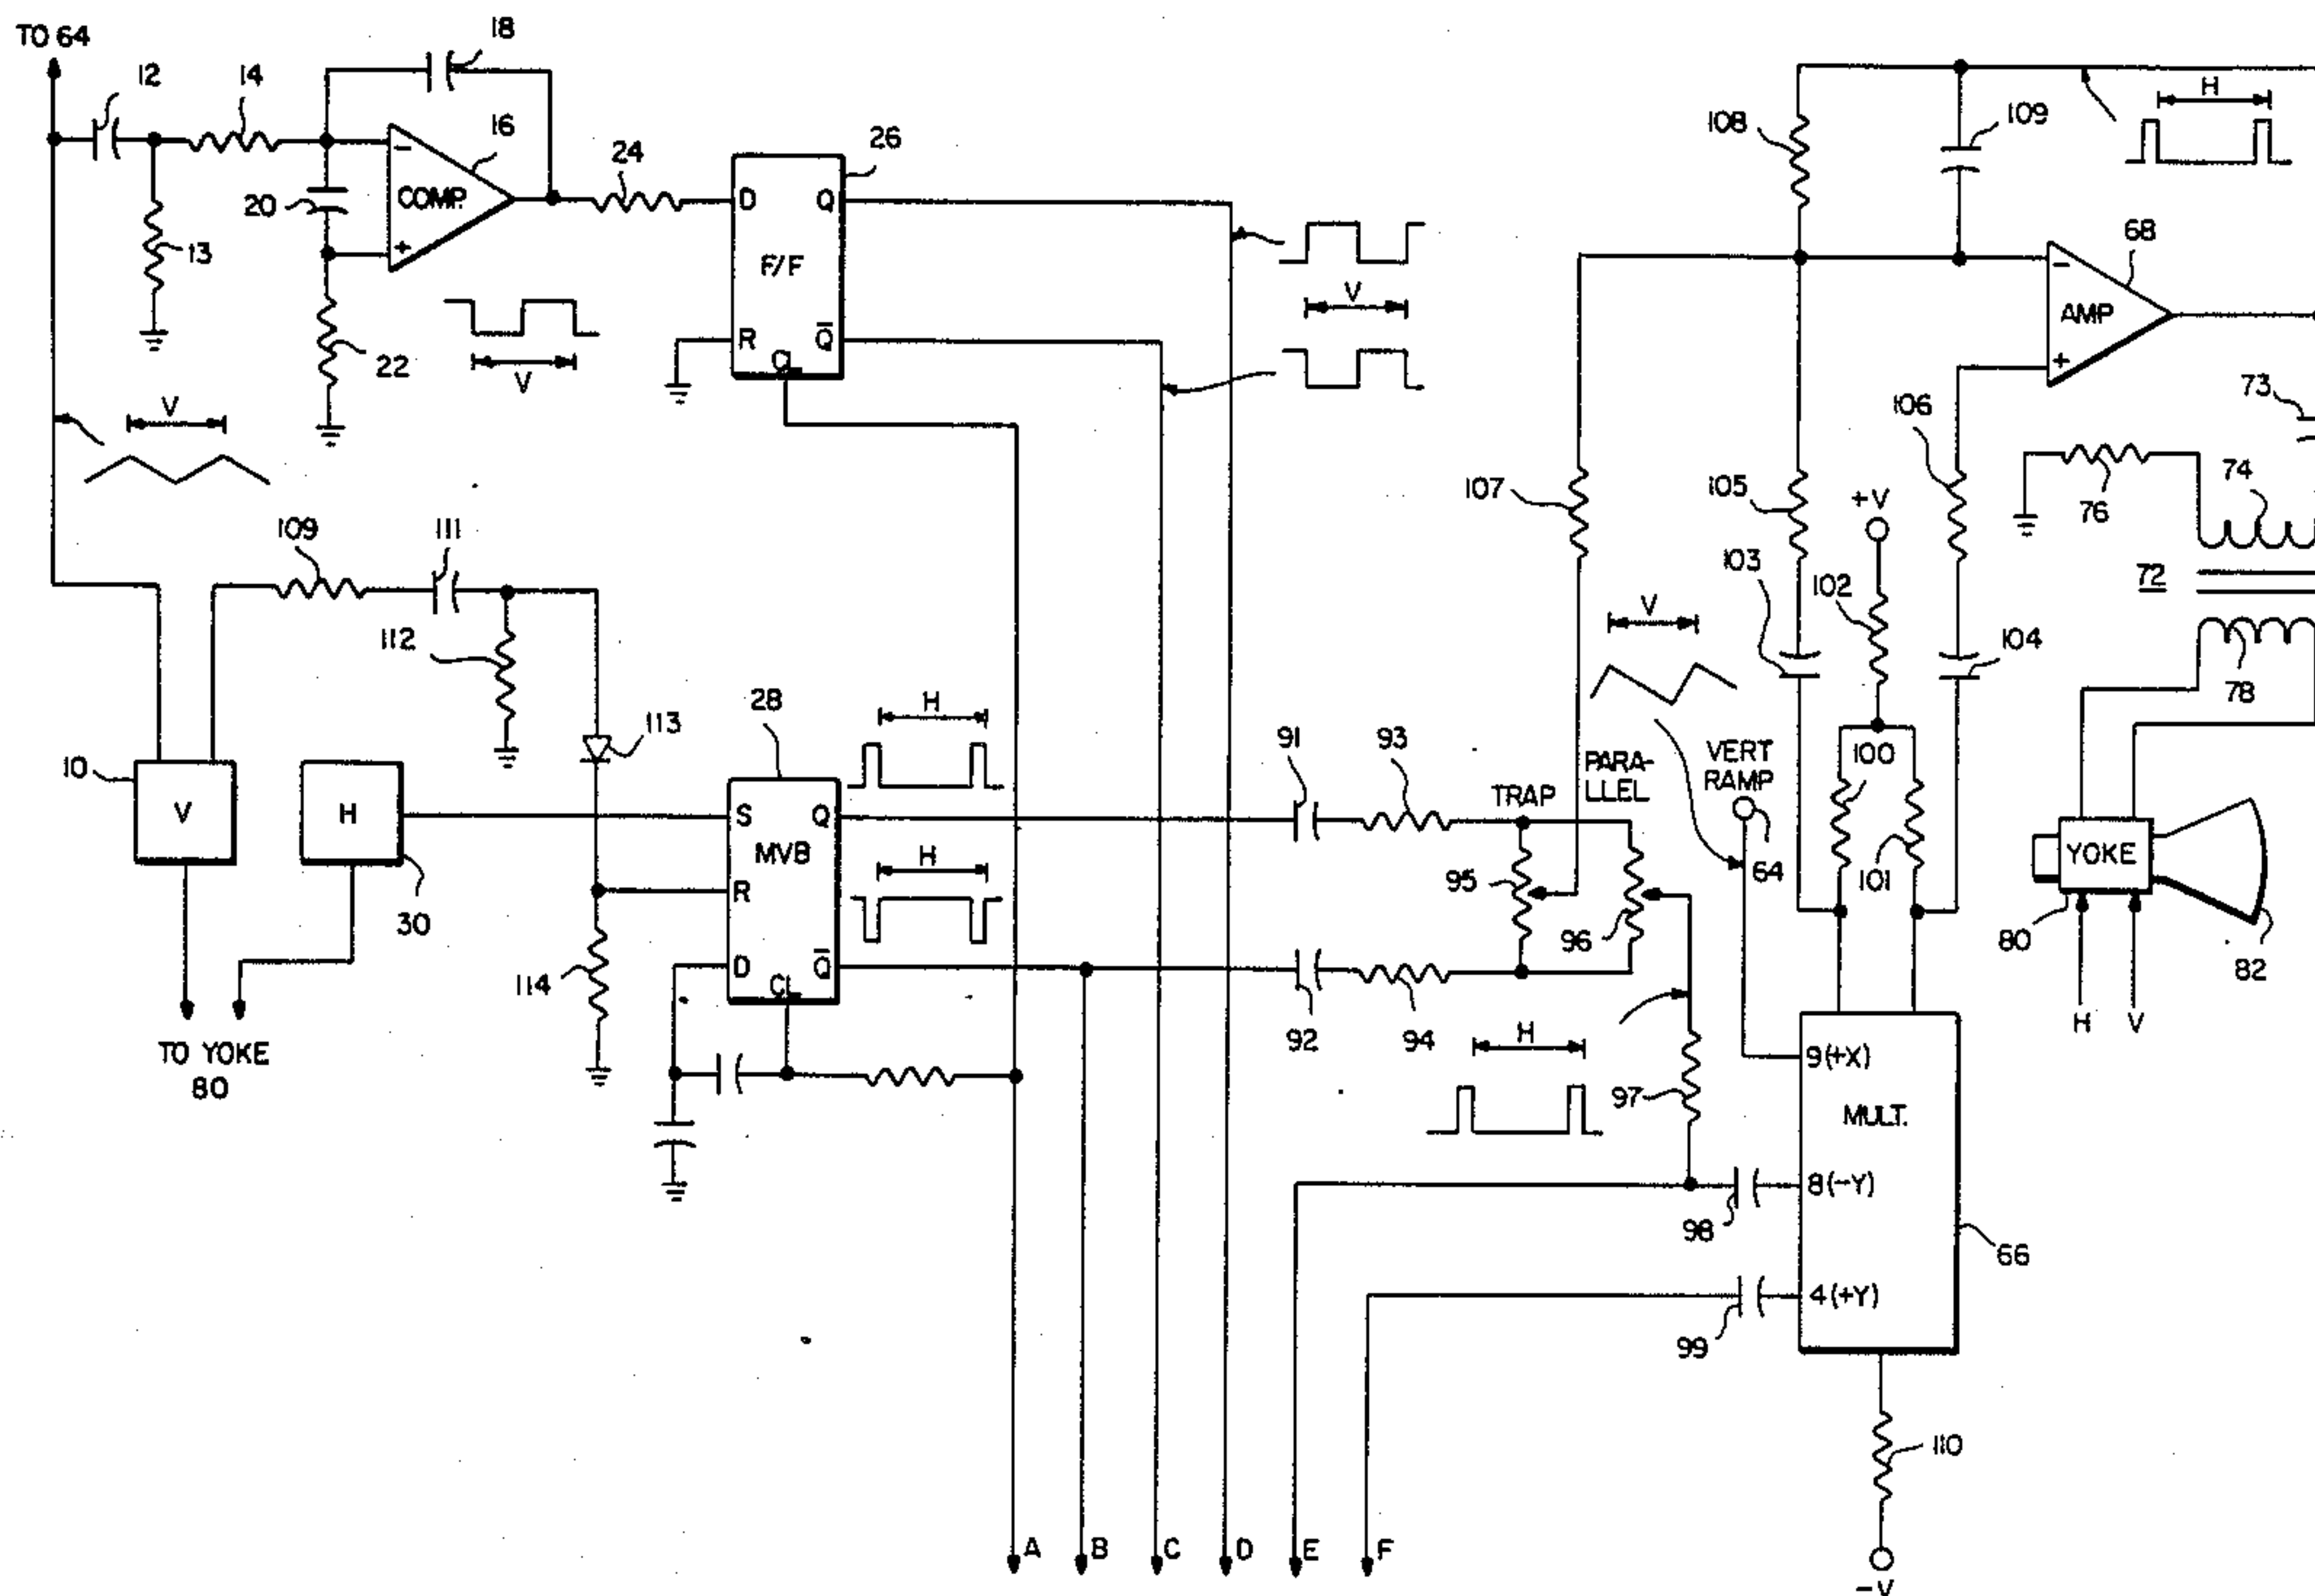 TO 64
12
14
18
16
20
13
22
-
+
COMP.
24
26
D
Q
F/F
R
Q̅
CL
V
V
V
109
111
112
113
10
V
H
30
TO YOKE
80
28
S
Q
MVB
R
D
Q̅
CL
114
H
H
91
93
92
94
TRAP
95
PARA-
LLEL
96
97
H
98
99
A
B
C
D
E
F
H
108
109
107
105
106
103
104
+V
102
100
101
V
VERT
RAMP
64
9(+X)
MULT.
8(-Y)
4(+Y)
66
110
-V
-
+
AMP
68
73
74
76
72
78
YOKE
80
82
H
V